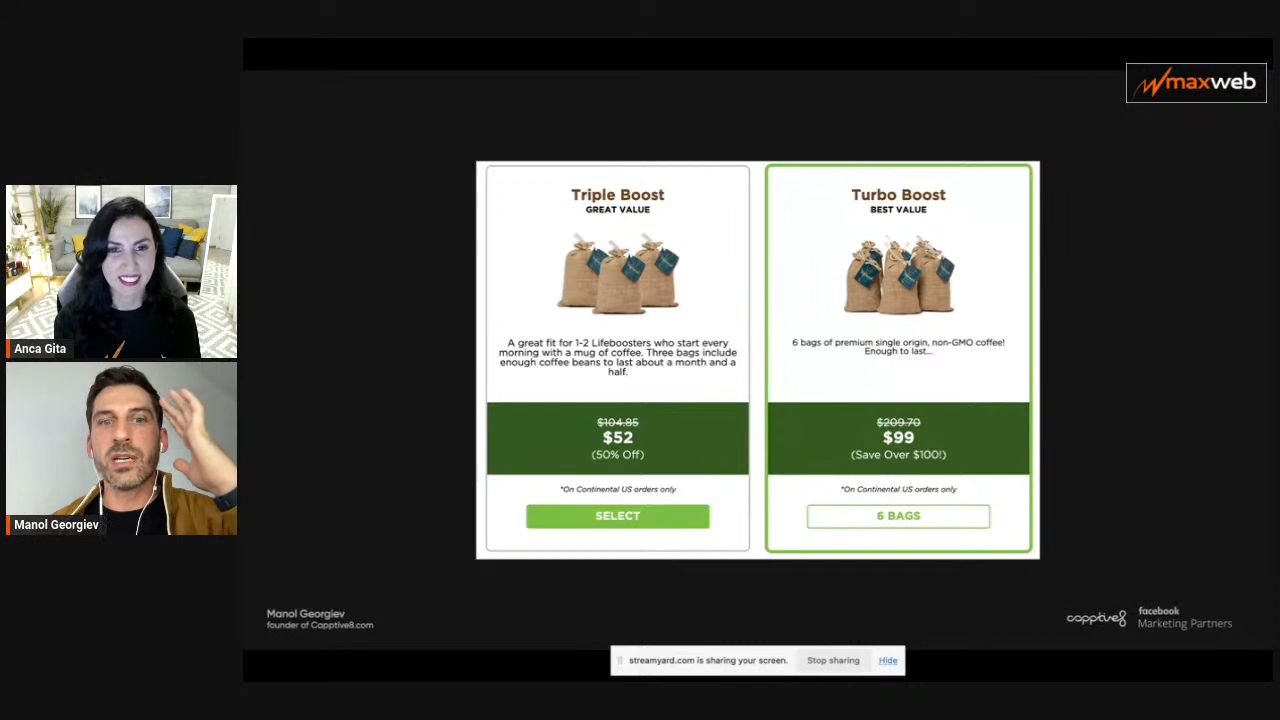 maxweb
Triple Boost
GREAT VALUE
A great fit for 1-2 Lifeboosters who start every
morning with a mug of coffee. Three bags include
enough coffee beans to last about a month and a
half.
$104.85
$52
(50% Off)
*On Continental US orders only
SELECT
Turbo Boost
BEST VALUE
6 bags of premium single origin, non-GMO coffee!
Enough to last...
$209.70
$99
(Save Over $100!)
*On Continental US orders only
6 BAGS
Anca Gita
Manol Georgiev
Manol Georgiev
founder of Capptive8.com
capptive8
facebook
Marketing Partners
streamyard.com is sharing your screen.
Stop sharing
Hide